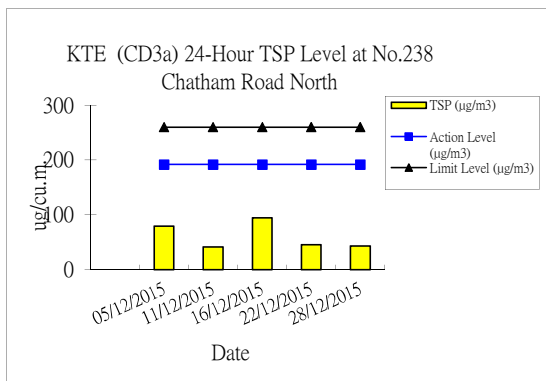 KTE (CD3a) 24-Hour TSP Level at No.238
Chatham Road North
300
200
100
0
ug/cu.m.
05/12/2015
11/12/2015
16/12/2015
22/12/2015
28/12/2015
Date
TSP (µg/m3)
Action Level
(µg/m3)
Limit Level (µg/m3)